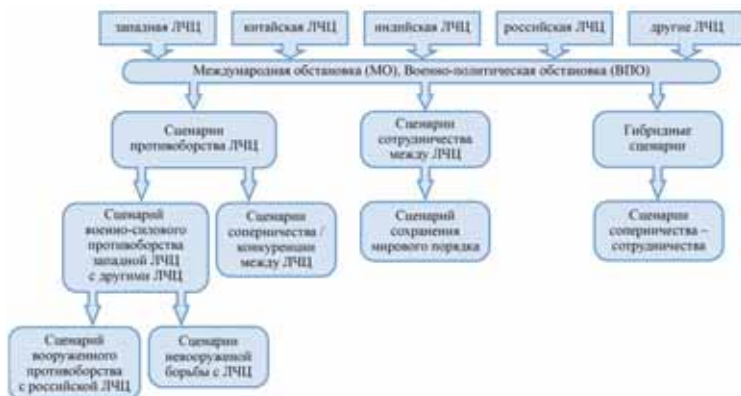 западная ЛЧЦ
китайская ЛЧЦ
индийская ЛЧЦ
российская ЛЧЦ
другие ЛЧЦ
Международная обстановка (МО), Военно-политическая обстановка (ВПО)
Сценарии
противоборства ЛЧЦ
Сценарии
сотрудничества
между ЛЧЦ
Гибридные
сценарии
Сценарий
военно-силового
противоборства
западной ЛЧЦ
с другими ЛЧЦ
Сценарии
соперничества /
конкуренции
между ЛЧЦ
Сценарий
сохранения
мирового порядка
Сценарии
соперничества –
сотрудничества
Сценарий
вооруженного
противоборства
с российской ЛЧЦ
Сценарии
невооруженой
борьбы с ЛЧЦ